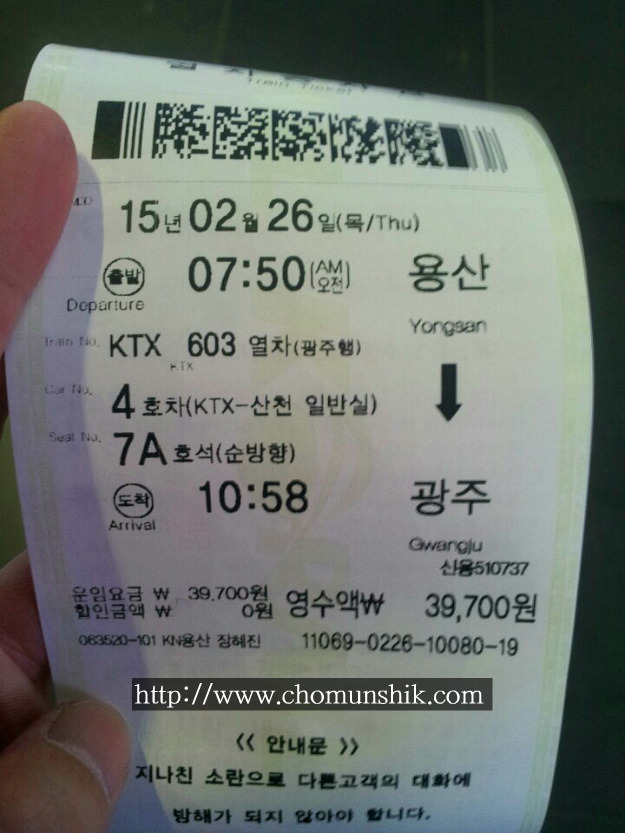 Train Ticket
15년 02월 26일(목/Thu)
출발 07:50(AM 오전) 용산
Departure Yongsan
Train No. KTX 603 열차(광주행)
KTX
Car No. 4 호차(KTX-산천 일반실)
Seat No. 7A 호석(순방향)
도착 10:58 광주
Arrival Gwangju
신용510737
운임요금 ₩ 39,700원 영수액₩ 39,700원
할인금액 ₩ 0원
063520-101 KN용산 장혜진 11069-0226-10080-19
http://www.chomunshik.com
《 안내문 》
지나친 소란으로 다른고객의 대화에
방해가 되지 않아야 합니다.